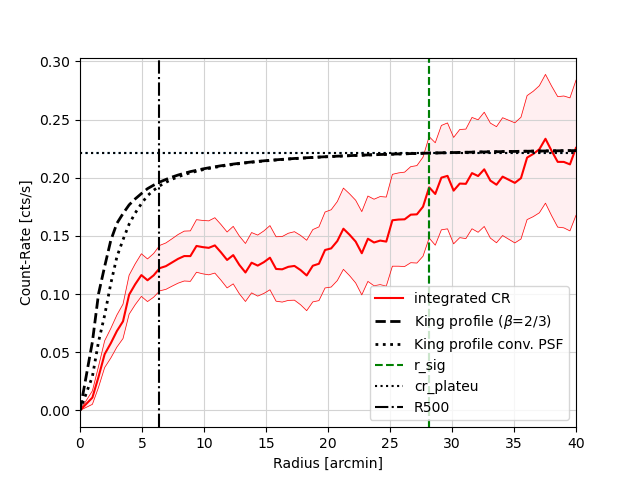 0.30
0.25
0.20
0.15
0.10
0.05
0.00
Count-Rate [cts/s]
integrated CR
King profile (β=2/3)
King profile conv. PSF
r_sig
cr_plateu
R500
0 5 10 15 20 25 30 35 40
Radius [arcmin]